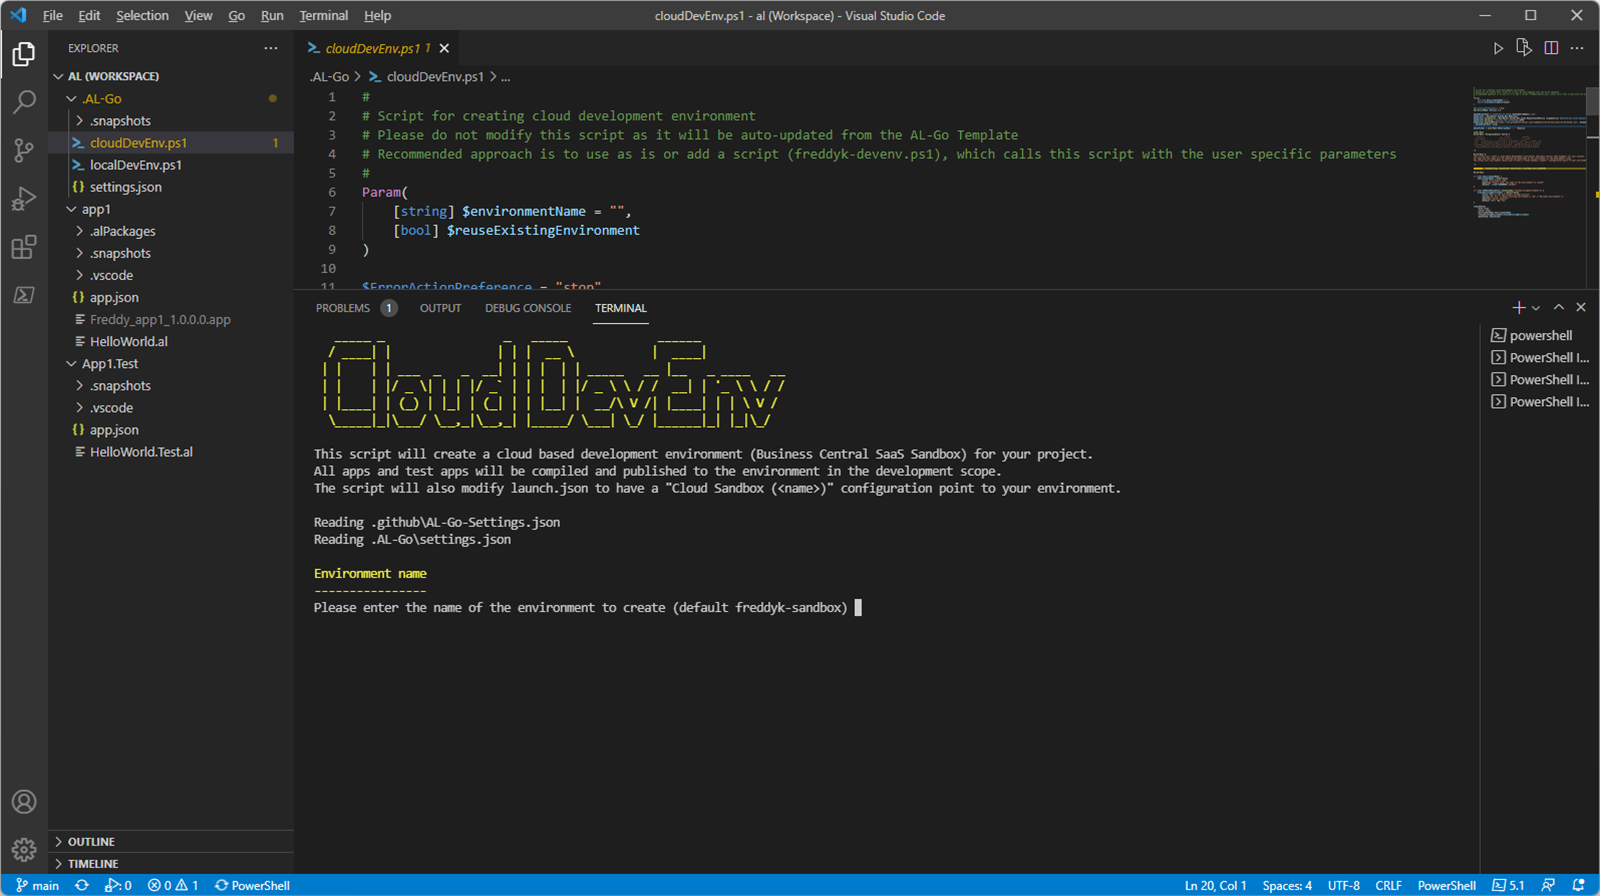 File Edit Selection View Go Run Terminal Help
cloudDevEnv.ps1 - al (Workspace) - Visual Studio Code
EXPLORER
AL (WORKSPACE)
.AL-Go
.snapshots
cloudDevEnv.ps1 1
localDevEnv.ps1
settings.json
app1
.alPackages
.snapshots
.vscode
app.json
Freddy_app1_1.0.0.0.app
HelloWorld.al
App1.Test
.snapshots
.vscode
app.json
HelloWorld.Test.al
OUTLINE
TIMELINE
cloudDevEnv.ps1 1
.AL-Go > cloudDevEnv.ps1 > ...
1 #
2 # Script for creating cloud development environment
3 # Please do not modify this script as it will be auto-updated from the AL-Go Template
4 # Recommended approach is to use as is or add a script (freddyk-devenv.ps1), which calls this script with the user specific parameters
5 #
6 Param(
7 [string] $environmentName = "",
8 [bool] $reuseExistingEnvironment
9 )
10
11 $ErrorActionPreference = "stop"
PROBLEMS 1 OUTPUT DEBUG CONSOLE TERMINAL
CloudDevEnv
This script will create a cloud based development environment (Business Central SaaS Sandbox) for your project.
All apps and test apps will be compiled and published to the environment in the development scope.
The script will also modify launch.json to have a "Cloud Sandbox (<name>)" configuration point to your environment.
Reading .github\AL-Go-Settings.json
Reading .AL-Go\settings.json
Environment name
----------------
Please enter the name of the environment to create (default freddyk-sandbox)
powershell
PowerShell I...
PowerShell I...
PowerShell I...
main 0 0 1 PowerShell
Ln 20, Col 1 Spaces: 4 UTF-8 CRLF PowerShell 5.1